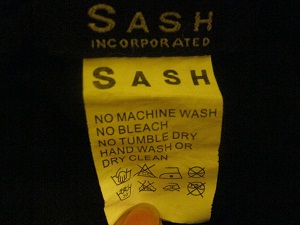 SASH
INCORPORATED
SASH
NO MACHINE WASH
NO BLEACH
NO TUMBLE DRY
HAND WASH OR
DRY CLEAN